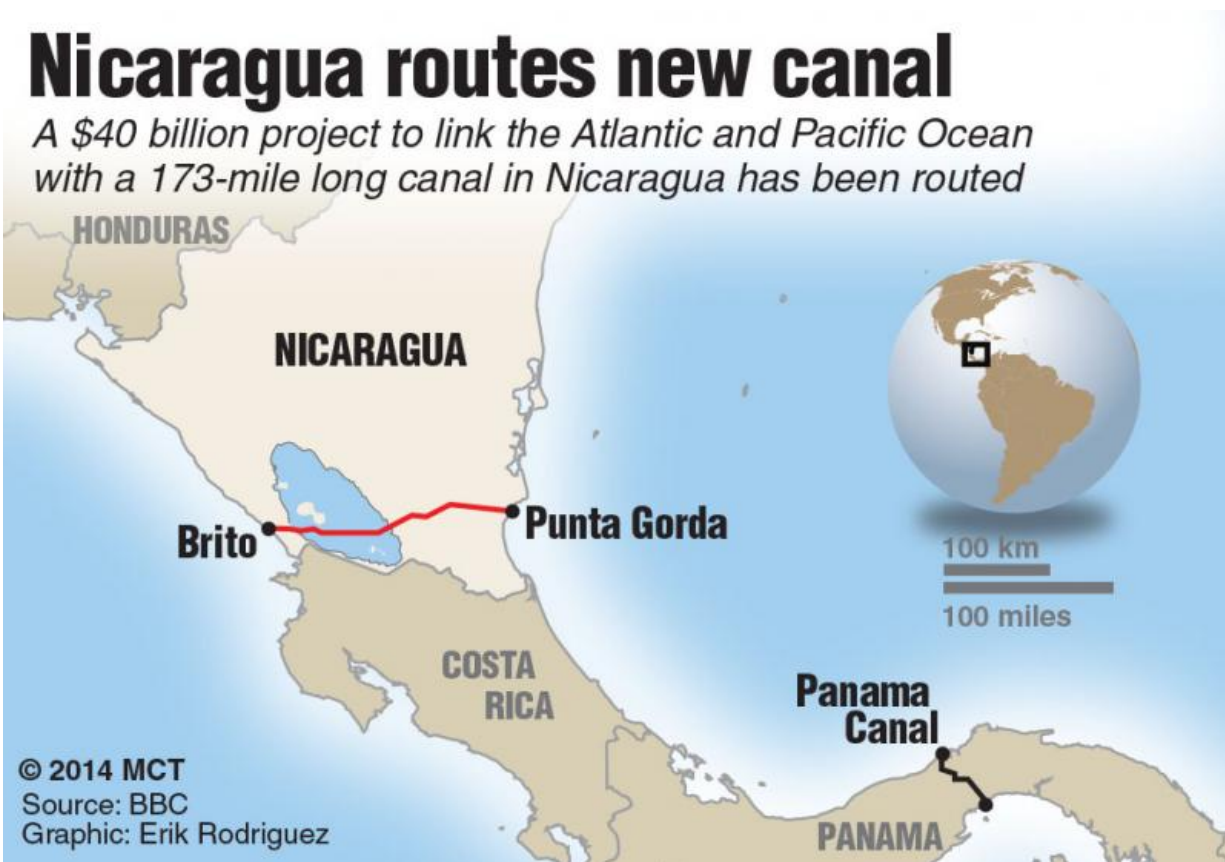 Nicaragua routes new canal
A $40 billion project to link the Atlantic and Pacific Ocean
with a 173-mile long canal in Nicaragua has been routed
HONDURAS
NICARAGUA
Brito
Punta Gorda
100 km
100 miles
COSTA
RICA
Panama
Canal
PANAMA
© 2014 MCT
Source: BBC
Graphic: Erik Rodriguez